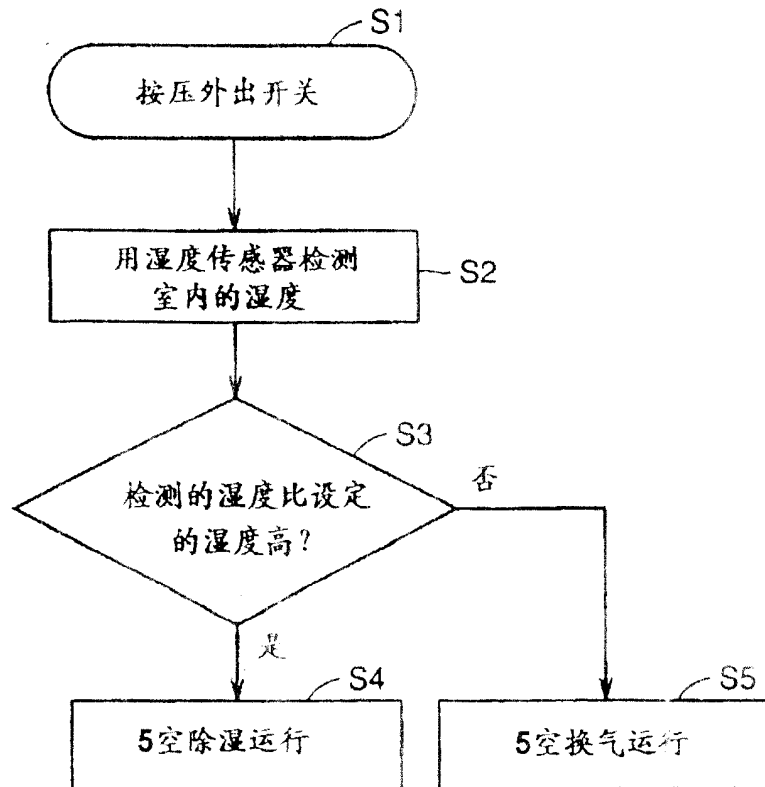 S1
按压外出开关
用湿度传感器检测
室内的湿度
S2
S3
检测的湿度比设定
的湿度高？
否
是
S4
5空除湿运行
S5
5空换气运行